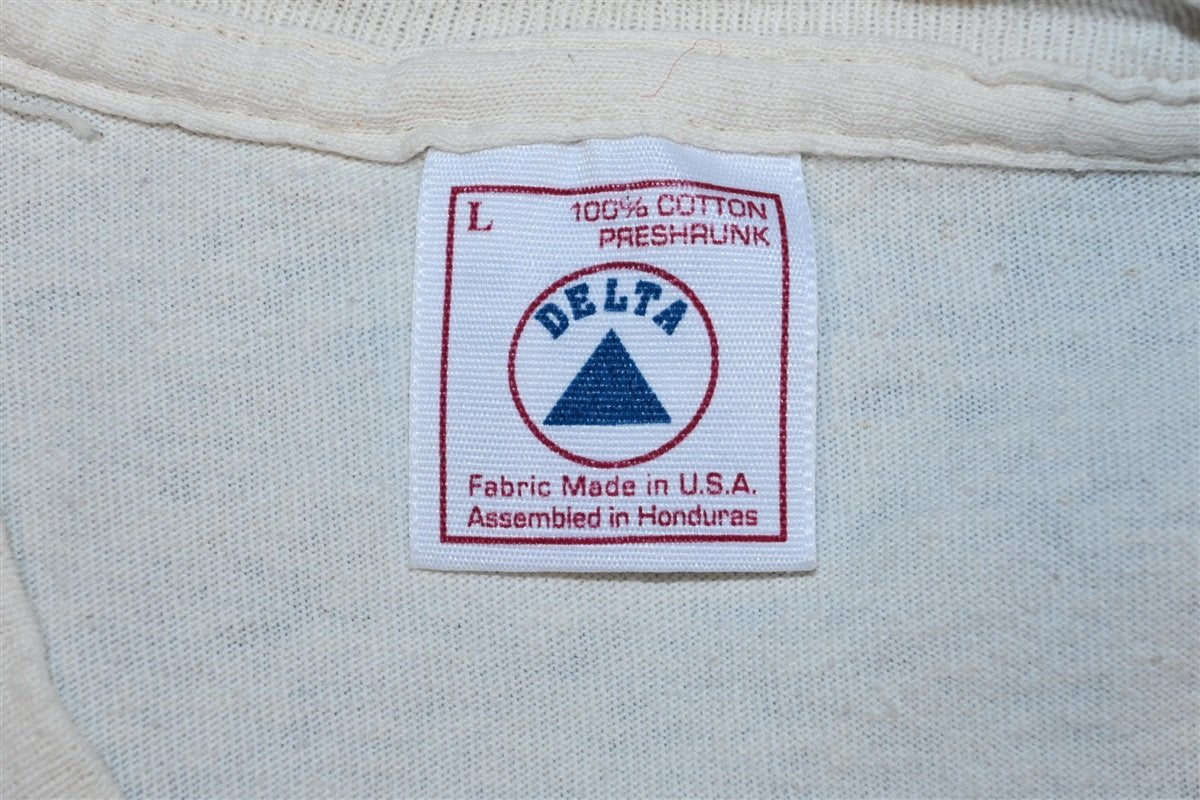 L
100% COTTON
PRESHRUNK
DELTA
Fabric Made in U.S.A.
Assembled in Honduras